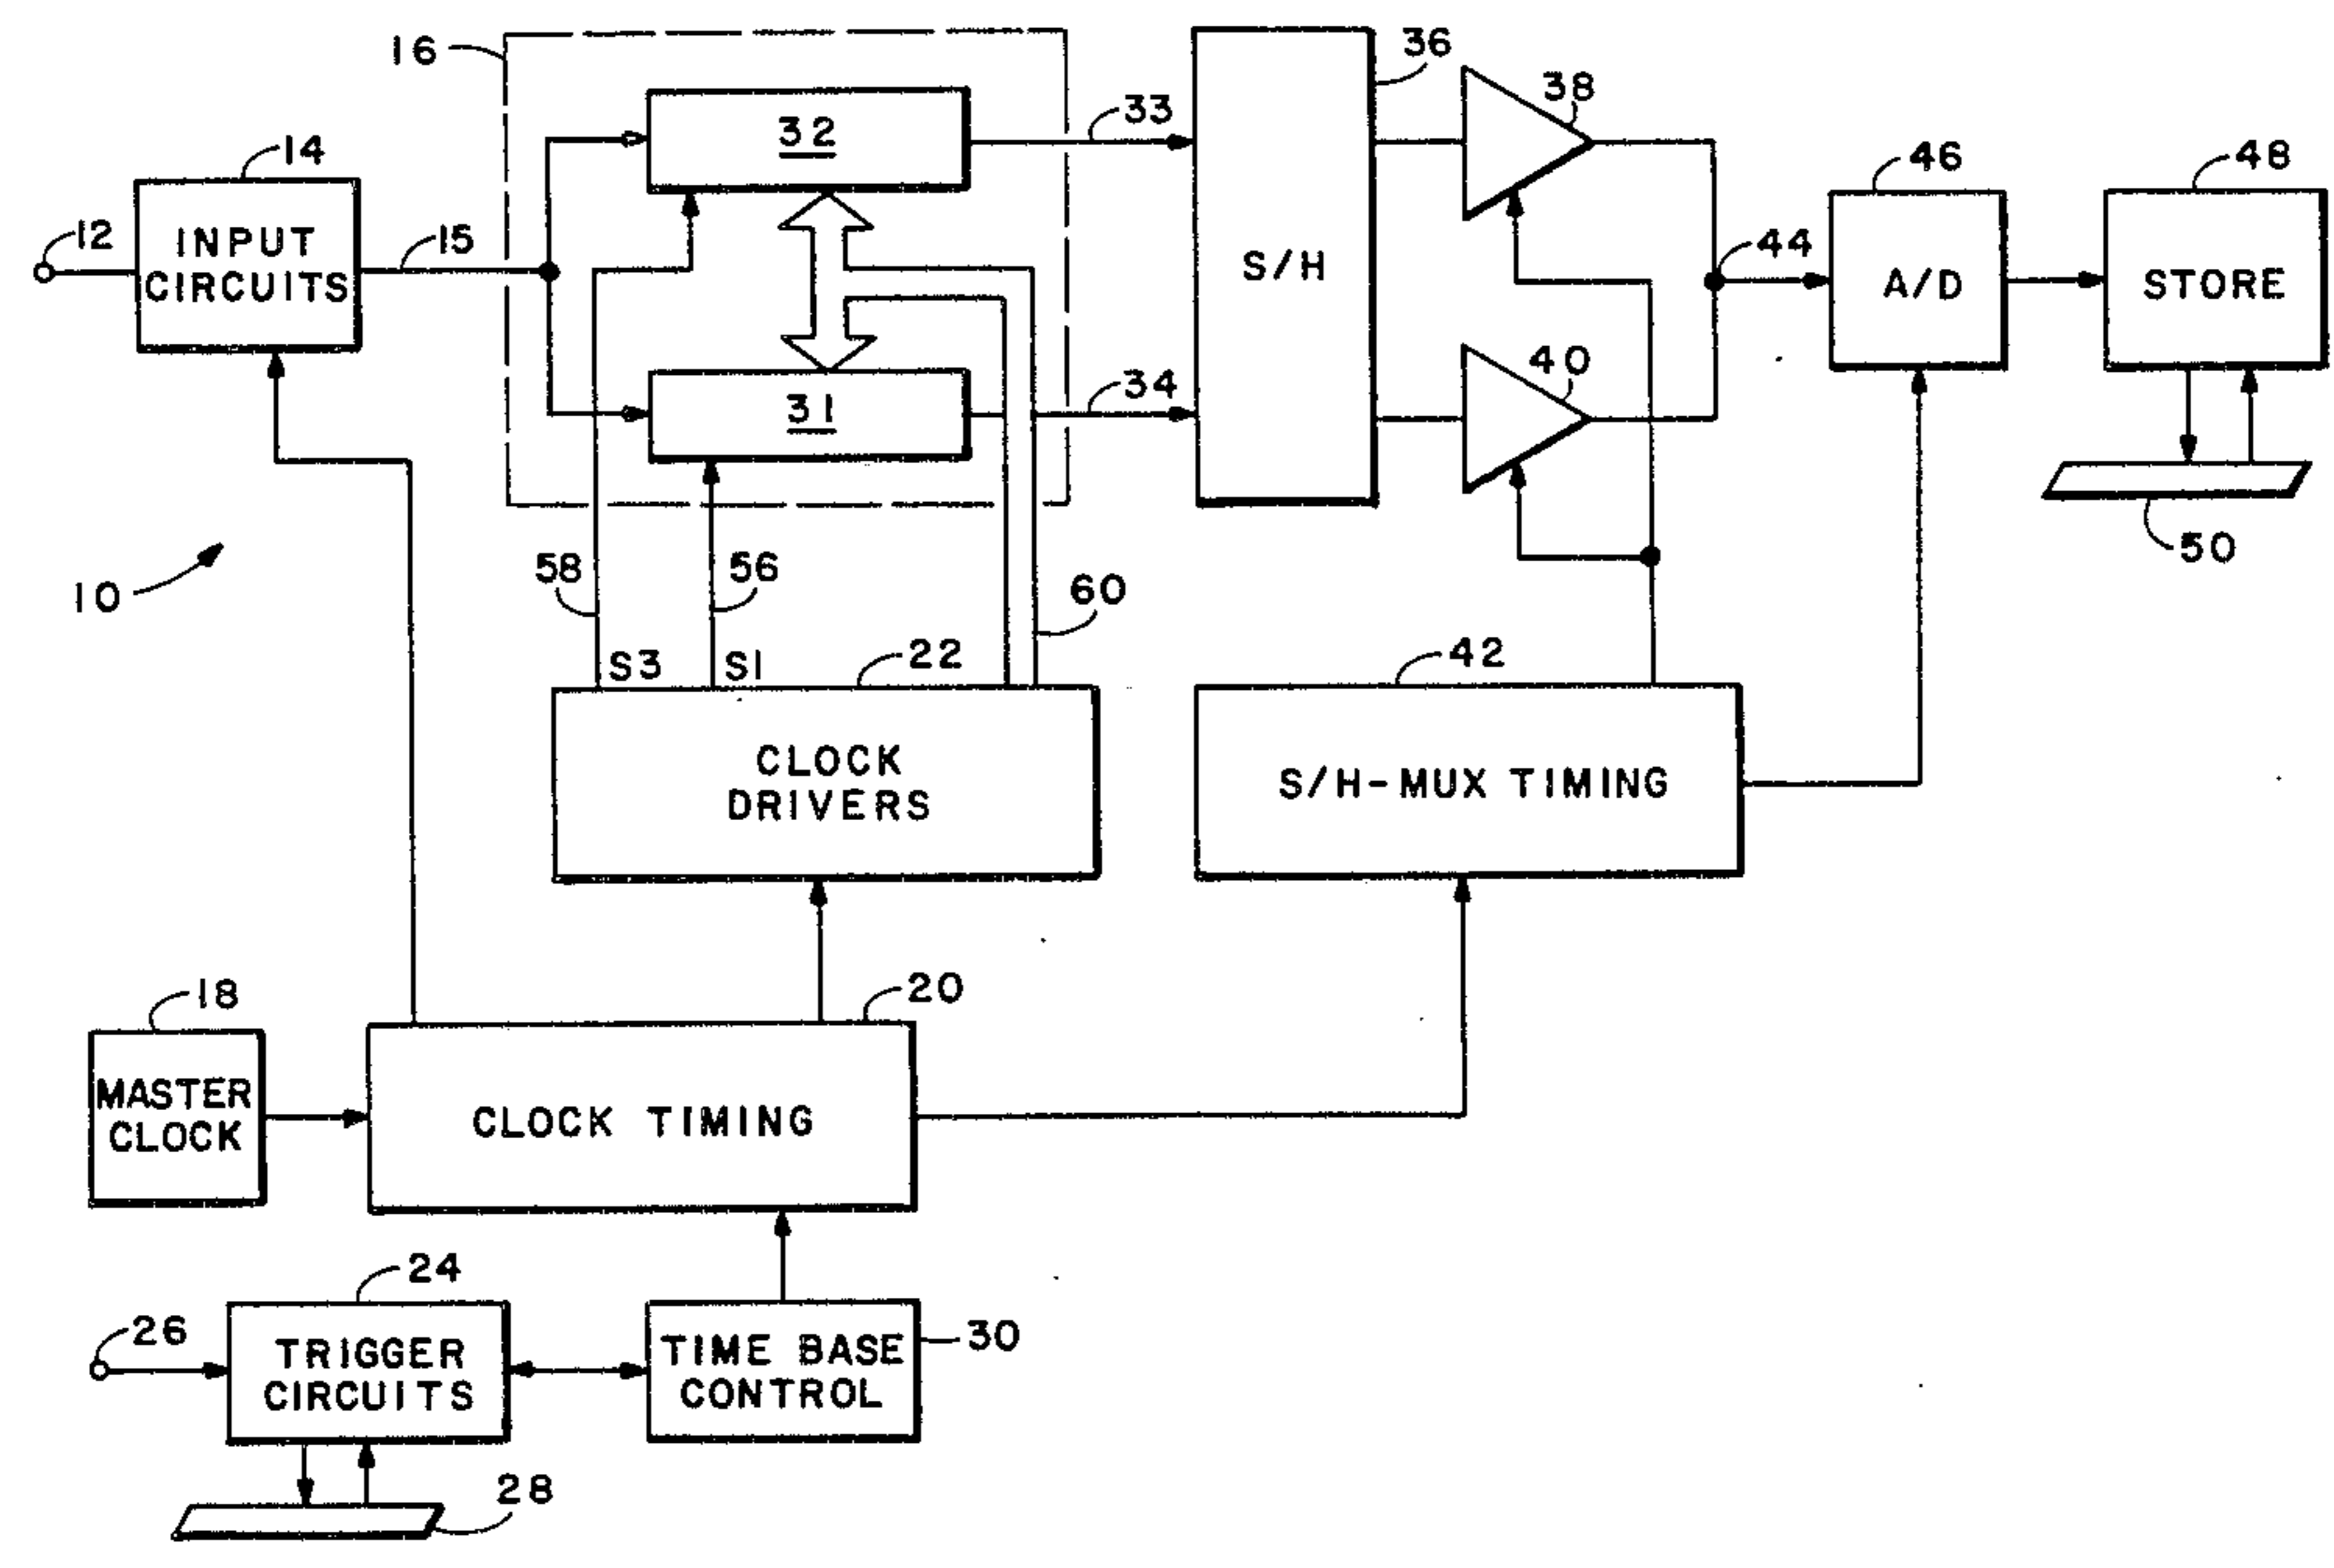 16
36
38
32
33
14
46
48
12
INPUT
CIRCUITS
15
44
S/H
A/D
STORE
40
34
31
58
56
50
10
60
S3
S1
22
42
CLOCK
DRIVERS
S/H-MUX TIMING
18
20
MASTER
CLOCK
CLOCK TIMING
24
26
TRIGGER
CIRCUITS
TIME BASE
CONTROL
30
28